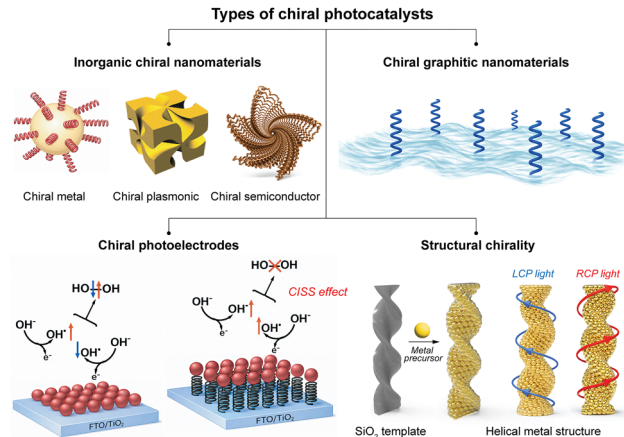 Types of chiral photocatalysts
Inorganic chiral nanomaterials
Chiral graphitic nanomaterials
Chiral metal
Chiral plasmonic
Chiral semiconductor
Chiral photoelectrodes
Structural chirality
HO-OH
OH⁻
OH•
e⁻
OH•
OH⁻
e⁻
FTO/TiO₂
HO-OH
CISS effect
OH⁻
OH•
e⁻
OH•
OH⁻
e⁻
FTO/TiO₂
LCP light
RCP light
Metal
precursor
SiO₂ template
Helical metal structure